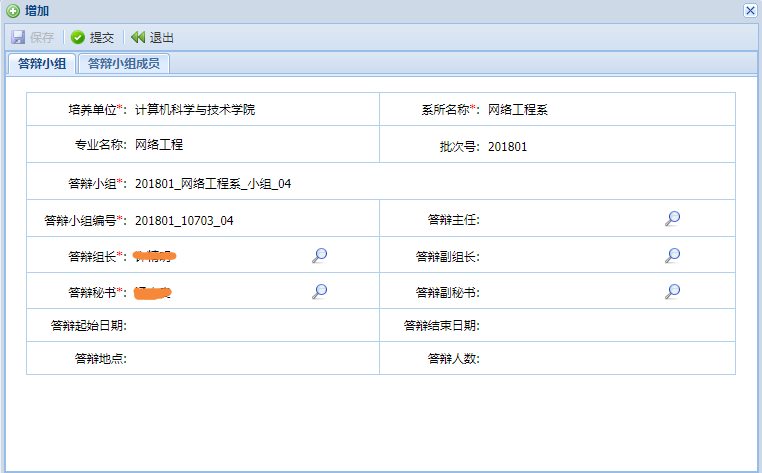 增加
保存 提交 退出
答辩小组 答辩小组成员
培养单位*: 计算机科学与技术学院 系所名称*: 网络工程系
专业名称: 网络工程 批次号: 201801
答辩小组*: 201801_网络工程系_小组_04
答辩小组编号*: 201801_10703_04 答辩主任:
答辩组长*: 答辩副组长:
答辩秘书*: 答辩副秘书:
答辩起始日期: 答辩结束日期:
答辩地点: 答辩人数: